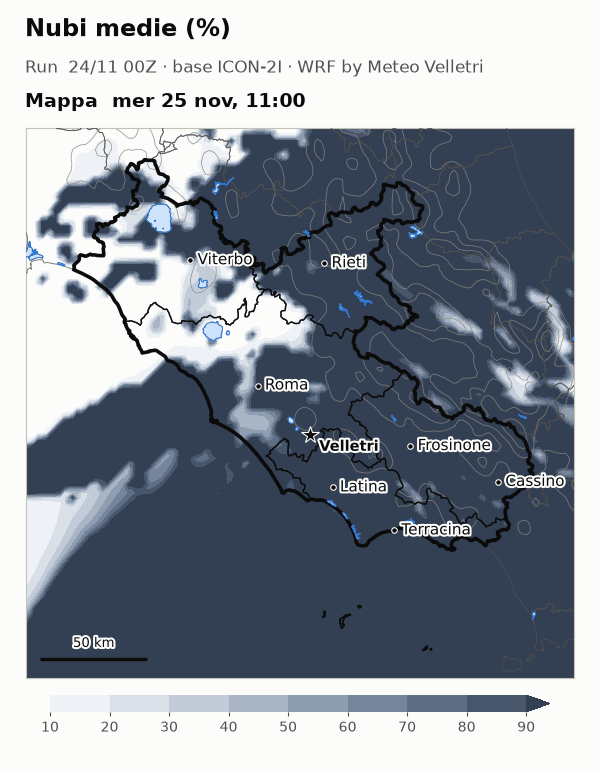 Nubi medie (%)
Run 24/11 00Z · base ICON-2I · WRF by Meteo Velletri
Mappa mer 25 nov, 11:00
Viterbo
Rieti
Roma
Velletri
Frosinone
Cassino
Latina
Terracina
50 km
10 20 30 40 50 60 70 80 90